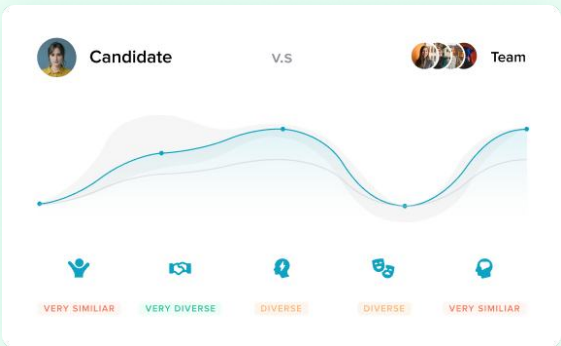 Candidate
V.S
Team
VERY SIMILIAR
VERY DIVERSE
DIVERSE
DIVERSE
VERY SIMILIAR